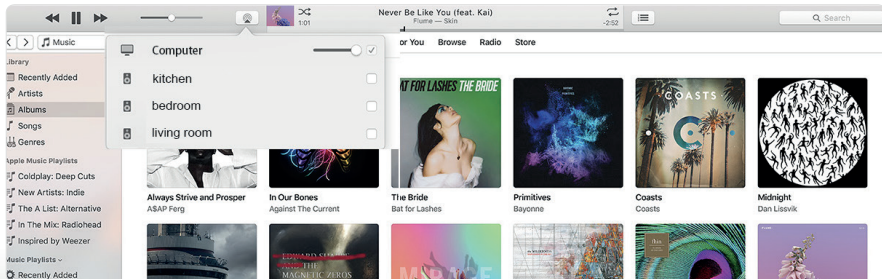 Never Be Like You (feat. Kai)
Flume — Skin
1:01
-2:52
Search
Music
or You Browse Radio Store
Computer
kitchen
bedroom
living room
Library
Recently Added
Artists
Albums
Songs
Genres
Apple Music Playlists
Coldplay: Deep Cuts
New Artists: Indie
The A List: Alternative
In The Mix: Radiohead
Inspired by Weezer
Music Playlists
Recently Added
AT FOR LASHES THE BRIDE
COASTS
C
Always Strive and Prosper
A$AP Ferg
In Our Bones
Against The Current
The Bride
Bat for Lashes
Primitives
Bayonne
Coasts
Coasts
Midnight
Dan Lissvik
EDWARD SHARPE
AND THE
MAGNETIC ZEROS
MIRAGE